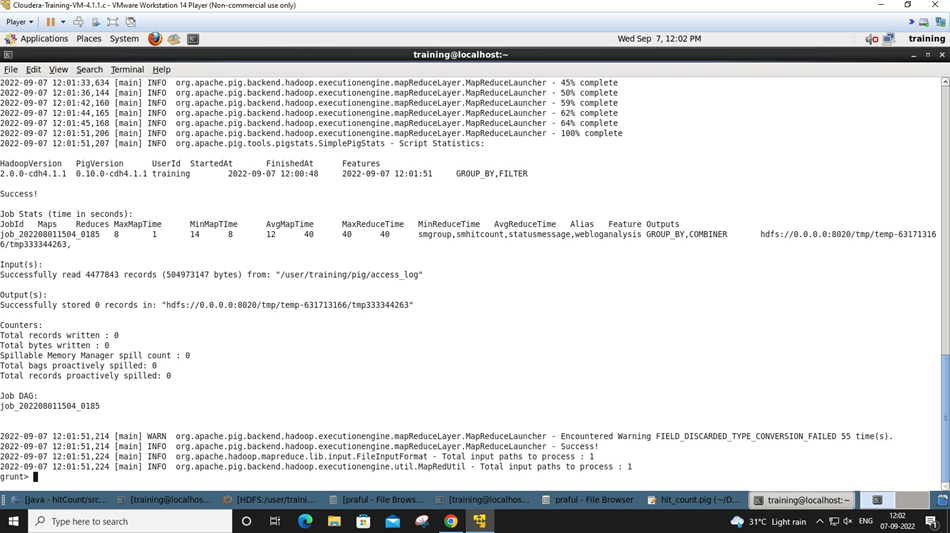 Cloudera-Training-VM-4.1.1.c - VMware Workstation 14 Player (Non-commercial use only)
Player
Applications Places System Wed Sep 7, 12:02 PM training
training@localhost:~
File Edit View Search Terminal Help
2022-09-07 12:01:33,634 [main] INFO org.apache.pig.backend.hadoop.executionengine.mapReduceLayer.MapReduceLauncher - 45% complete
2022-09-07 12:01:36,144 [main] INFO org.apache.pig.backend.hadoop.executionengine.mapReduceLayer.MapReduceLauncher - 50% complete
2022-09-07 12:01:42,160 [main] INFO org.apache.pig.backend.hadoop.executionengine.mapReduceLayer.MapReduceLauncher - 59% complete
2022-09-07 12:01:44,165 [main] INFO org.apache.pig.backend.hadoop.executionengine.mapReduceLayer.MapReduceLauncher - 62% complete
2022-09-07 12:01:45,168 [main] INFO org.apache.pig.backend.hadoop.executionengine.mapReduceLayer.MapReduceLauncher - 64% complete
2022-09-07 12:01:51,206 [main] INFO org.apache.pig.backend.hadoop.executionengine.mapReduceLayer.MapReduceLauncher - 100% complete
2022-09-07 12:01:51,207 [main] INFO org.apache.pig.tools.pigstats.SimplePigStats - Script Statistics:
HadoopVersion PigVersion UserId StartedAt FinishedAt Features
2.0.0-cdh4.1.1 0.10.0-cdh4.1.1 training 2022-09-07 12:00:48 2022-09-07 12:01:51 GROUP_BY,FILTER
Success!
Job Stats (time in seconds):
JobId Maps Reduces MaxMapTime MinMapTIme AvgMapTime MaxReduceTime MinReduceTime AvgReduceTime Alias Feature Outputs
job_202208011504_0185 8 1 14 8 12 40 40 40 smgroup,smhitcount,statusmessage,webloganalysis GROUP_BY,COMBINER hdfs://0.0.0.0:8020/tmp/temp-63171316
6/tmp333344263,
Input(s):
Successfully read 4477843 records (504973147 bytes) from: "/user/training/pig/access_log"
Output(s):
Successfully stored 0 records in: "hdfs://0.0.0.0:8020/tmp/temp-631713166/tmp333344263"
Counters:
Total records written : 0
Total bytes written : 0
Spillable Memory Manager spill count : 0
Total bags proactively spilled: 0
Total records proactively spilled: 0
Job DAG:
job_202208011504_0185
2022-09-07 12:01:51,214 [main] WARN org.apache.pig.backend.hadoop.executionengine.mapReduceLayer.MapReduceLauncher - Encountered Warning FIELD_DISCARDED_TYPE_CONVERSION_FAILED 55 time(s).
2022-09-07 12:01:51,214 [main] INFO org.apache.pig.backend.hadoop.executionengine.mapReduceLayer.MapReduceLauncher - Success!
2022-09-07 12:01:51,224 [main] INFO org.apache.hadoop.mapreduce.lib.input.FileInputFormat - Total input paths to process : 1
2022-09-07 12:01:51,224 [main] INFO org.apache.pig.backend.hadoop.executionengine.util.MapRedUtil - Total input paths to process : 1
grunt>
[Java - hitCount/src... [training@localhost... [HDFS:/user/traini... [praful - File Brows... [training@localhost... praful - File Browser hit_count.pig (~/D... training@localhost:~
Type here to search 31°C Light rain ENG 12:02
07-09-2022